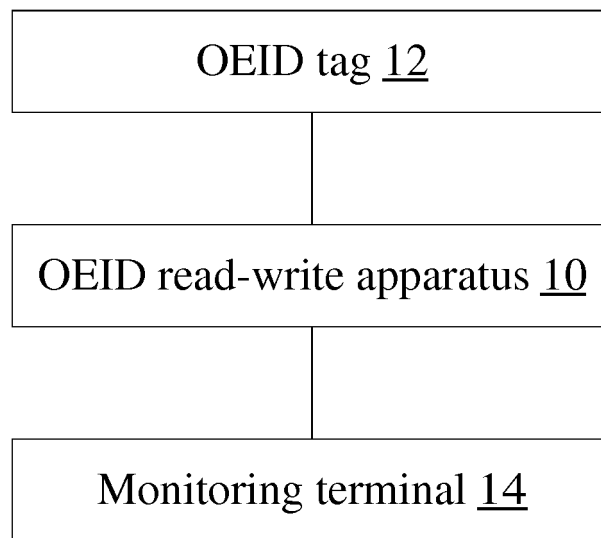 OEID tag 12
OEID read-write apparatus 10
Monitoring terminal 14